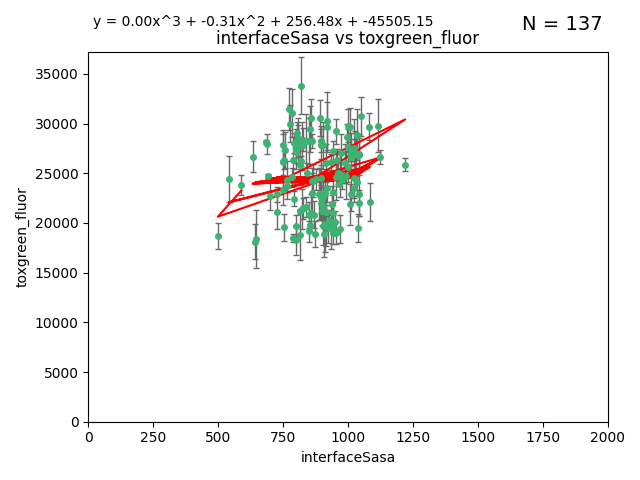 y = 0.00x^3 + -0.31x^2 + 256.48x + -45505.15
N = 137
interfaceSasa vs toxgreen_fluor
35000
30000
25000
20000
15000
10000
5000
0
toxgreen_fluor
0 250 500 750 1000 1250 1500 1750 2000
interfaceSasa